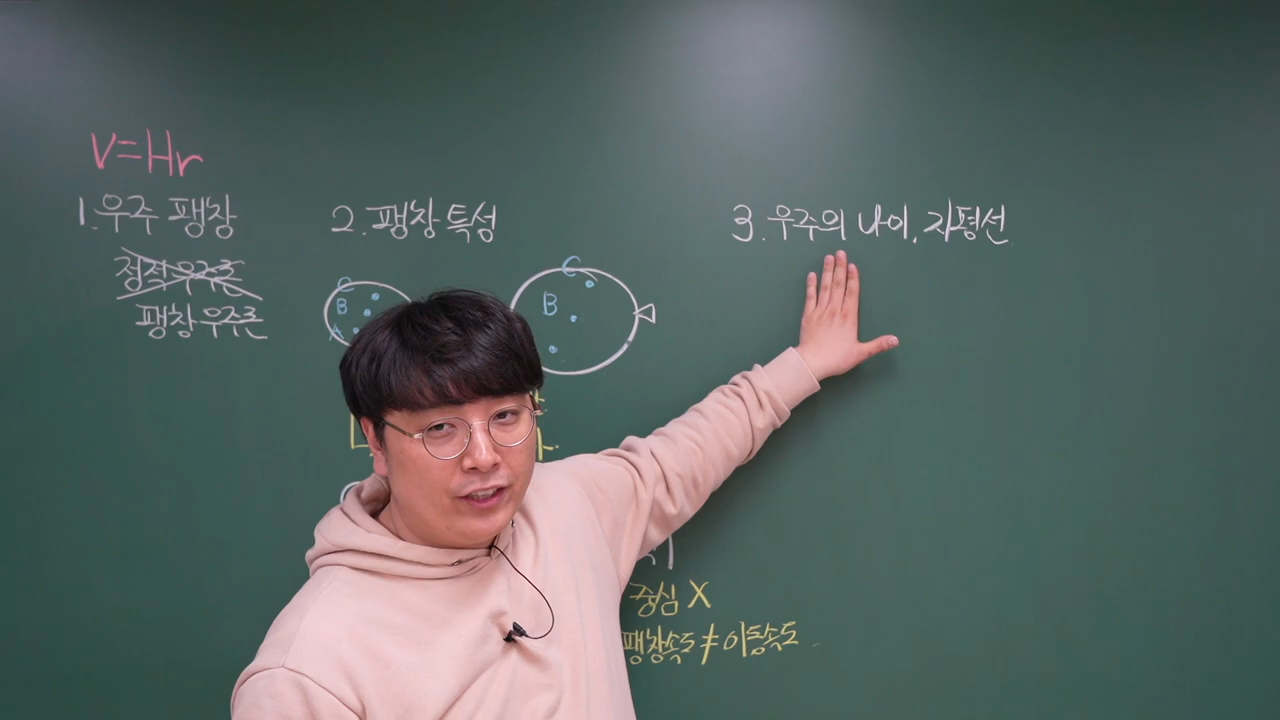 V=Hr
1.우주 팽창
정적우주론
팽창우주론
2.팽창 특성
C
B
A
C
B
중심 X
팽창속도 ≠ 이동속도
3.우주의 나이, 지평선